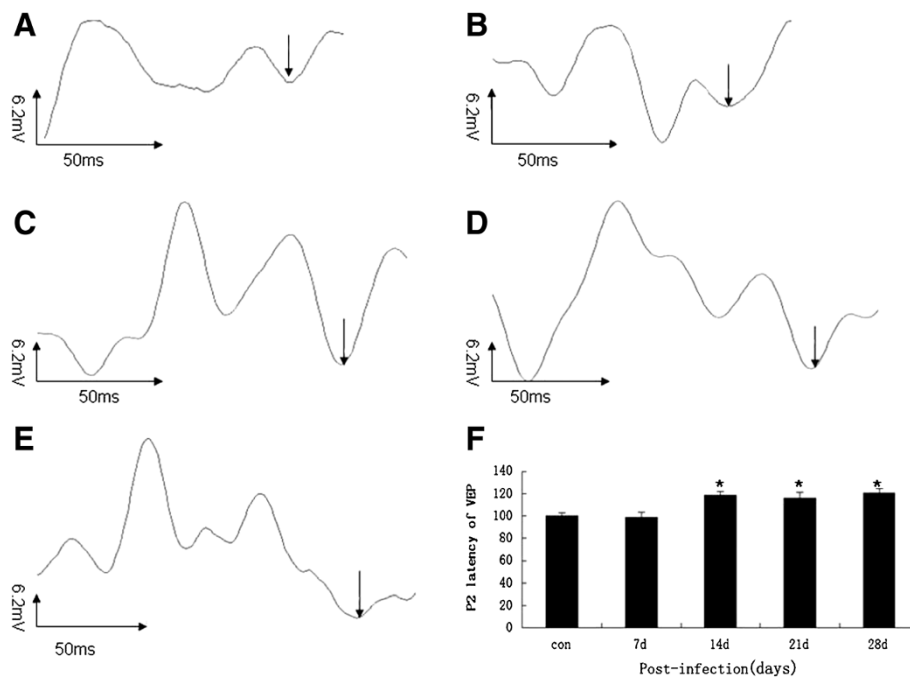 A
6.2mV
50ms
B
6.2mV
50ms
C
6.2mV
50ms
D
6.2mV
50ms
E
6.2mV
50ms
F
P2 latency of VEP
140
120
100
80
60
40
20
0
* * *
con 7d 14d 21d 28d
Post-infection(days)